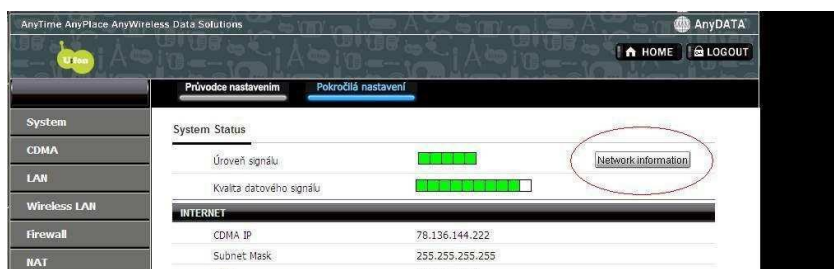 AnyTime AnyPlace AnyWireless Data Solutions
AnyDATA
Ufon
HOME
LOGOUT
Průvodce nastavením
Pokročilá nastavení
System
CDMA
LAN
Wireless LAN
Firewall
NAT
System Status
Úroveň signálu
Network information
Kvalita datového signálu
INTERNET
CDMA IP 78.136.144.222
Subnet Mask 255.255.255.255